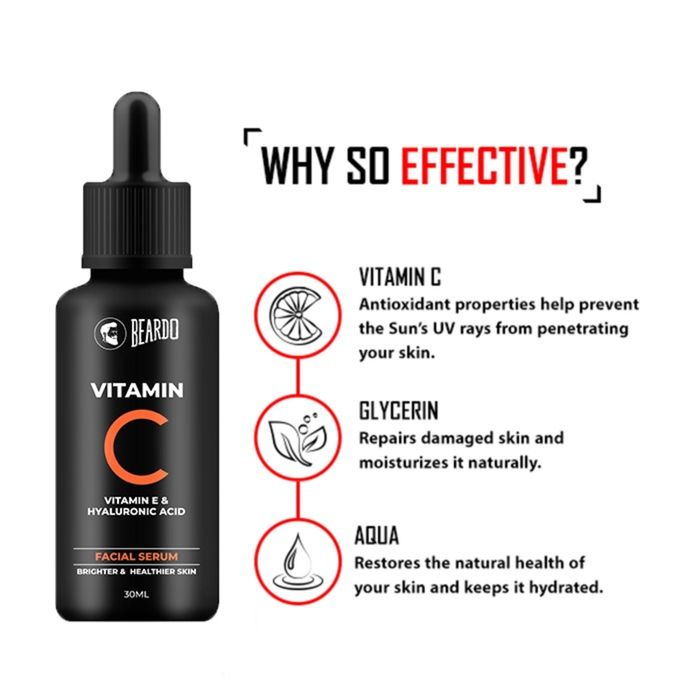 WHY SO EFFECTIVE?
BEARDO
VITAMIN
C
VITAMIN E &
HYALURONIC ACID
FACIAL SERUM
BRIGHTER & HEALTHIER SKIN
30ML
VITAMIN C
Antioxidant properties help prevent
the Sun's UV rays from penetrating
your skin.
GLYCERIN
Repairs damaged skin and
moisturizes it naturally.
AQUA
Restores the natural health of
your skin and keeps it hydrated.